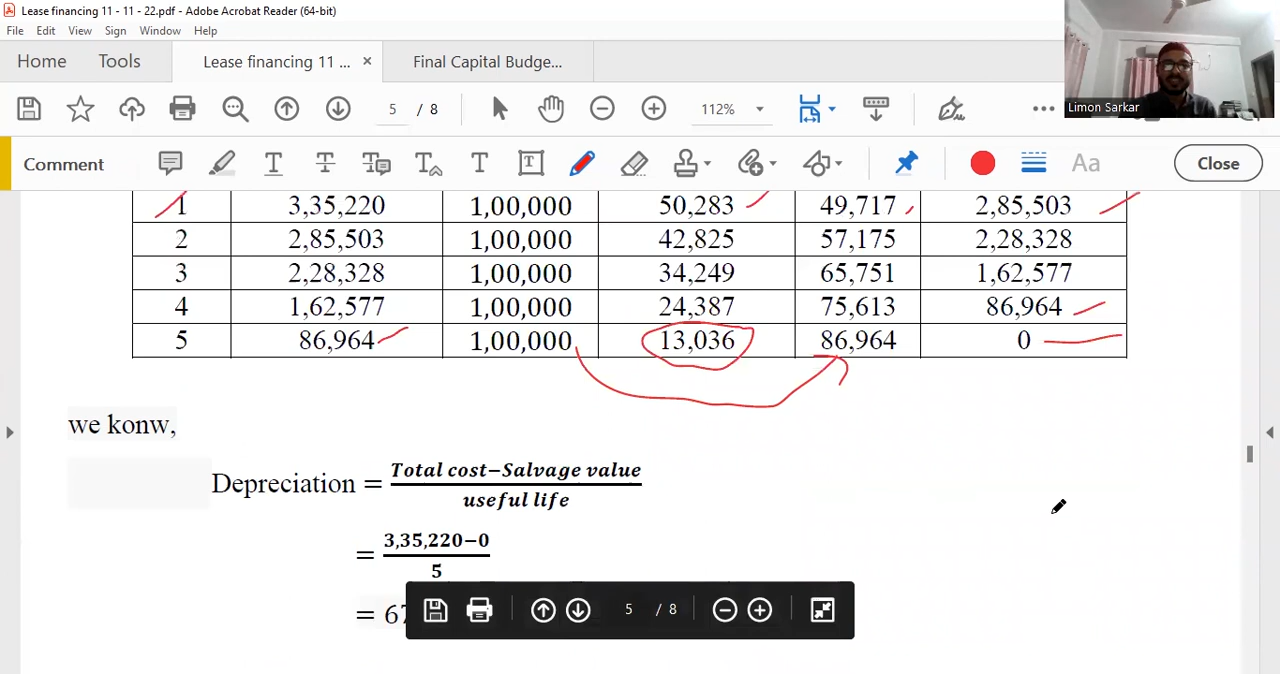 Lease financing 11 - 11 - 22.pdf - Adobe Acrobat Reader (64-bit)
File Edit View Sign Window Help
Home Tools Lease financing 11 ... × Final Capital Budge...
5 / 8 112%
Limon Sarkar
Comment Aa Close
1 3,35,220 1,00,000 50,283 49,717 2,85,503
2 2,85,503 1,00,000 42,825 57,175 2,28,328
3 2,28,328 1,00,000 34,249 65,751 1,62,577
4 1,62,577 1,00,000 24,387 75,613 86,964
5 86,964 1,00,000 13,036 86,964 0
we konw,
Depreciation = Total cost−Salvage value
useful life
= 3,35,220−0
5
= 67
5 / 8